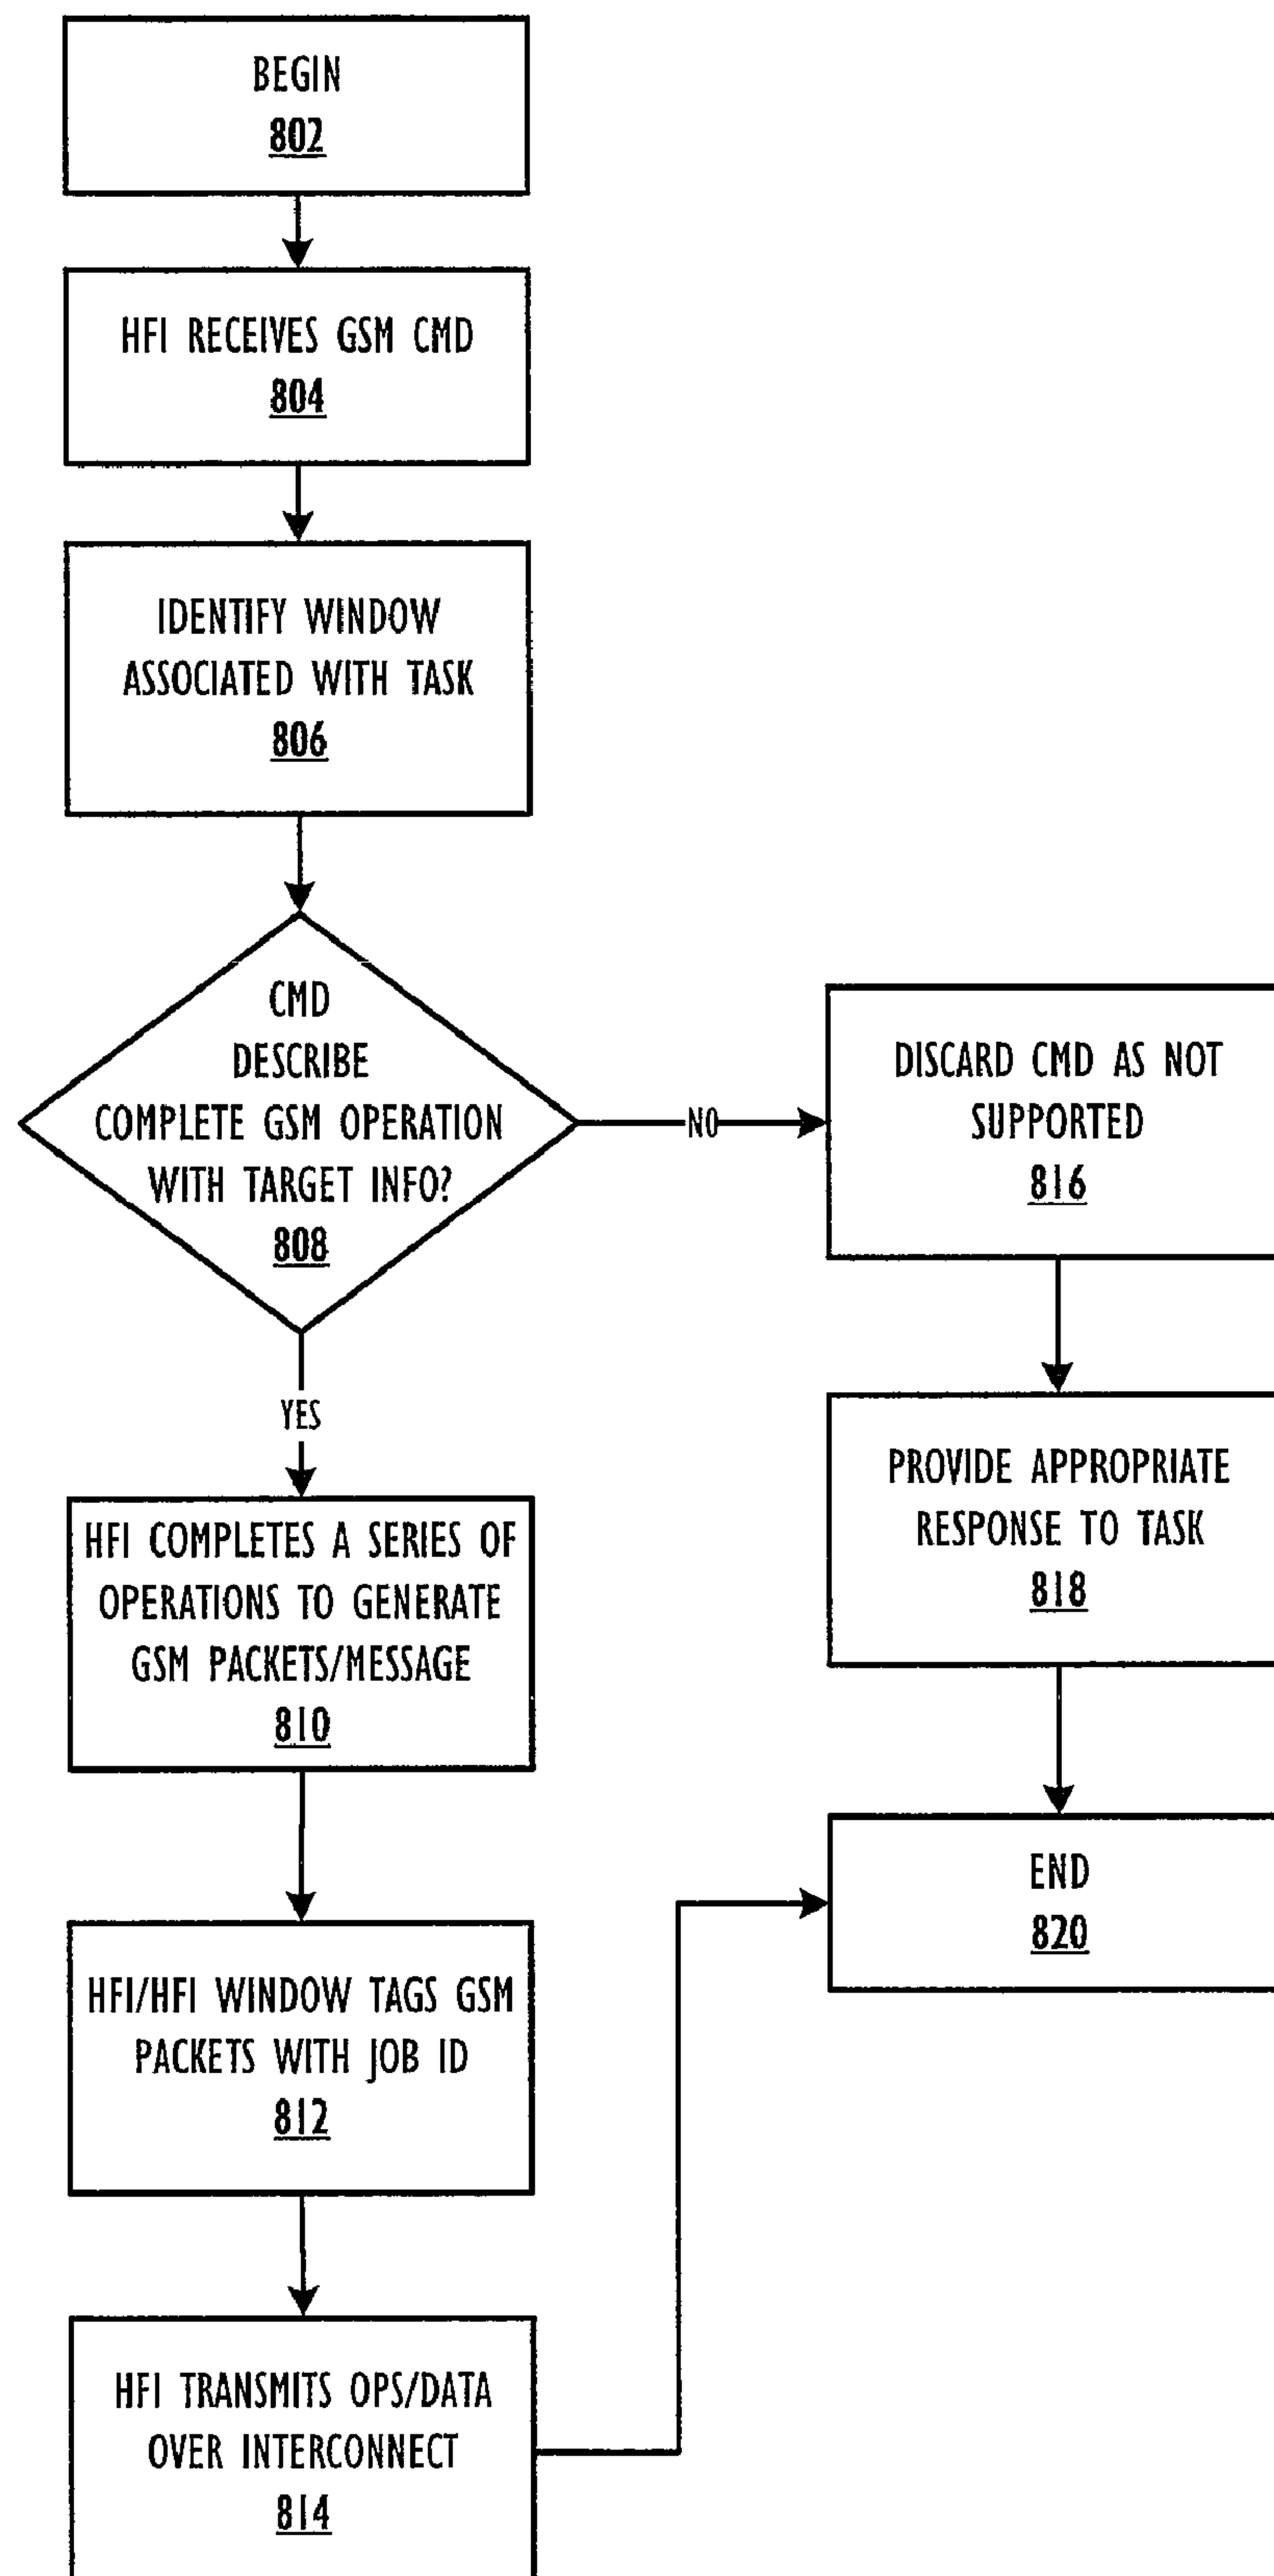 BEGIN
802
HFI RECEIVES GSM CMD
804
IDENTIFY WINDOW
ASSOCIATED WITH TASK
806
CMD
DESCRIBE
COMPLETE GSM OPERATION
WITH TARGET INFO?
808
NO
DISCARD CMD AS NOT
SUPPORTED
816
PROVIDE APPROPRIATE
RESPONSE TO TASK
818
YES
HFI COMPLETES A SERIES OF
OPERATIONS TO GENERATE
GSM PACKETS/MESSAGE
810
HFI/HFI WINDOW TAGS GSM
PACKETS WITH JOB ID
812
HFI TRANSMITS OPS/DATA
OVER INTERCONNECT
814
END
820